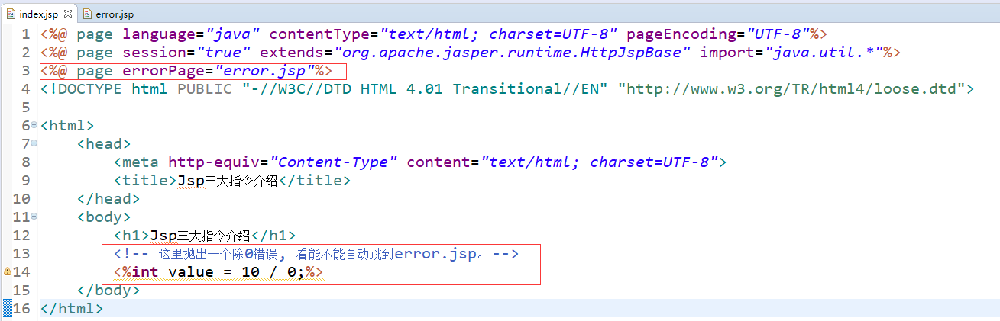 index.jsp error.jsp
1 <%@ page language="java" contentType="text/html; charset=UTF-8" pageEncoding="UTF-8"%>
2 <%@ page session="true" extends="org.apache.jasper.runtime.HttpJspBase" import="java.util.*"%>
3 <%@ page errorPage="error.jsp"%>
4 <!DOCTYPE html PUBLIC "-//W3C//DTD HTML 4.01 Transitional//EN" "http://www.w3.org/TR/html4/loose.dtd">
5
6 <html>
7 <head>
8 <meta http-equiv="Content-Type" content="text/html; charset=UTF-8">
9 <title>Jsp三大指令介绍</title>
10 </head>
11 <body>
12 <h1>Jsp三大指令介绍</h1>
13 <!-- 这里抛出一个除0错误, 看能不能自动跳到error.jsp。-->
14 <%int value = 10 / 0;%>
15 </body>
16 </html>